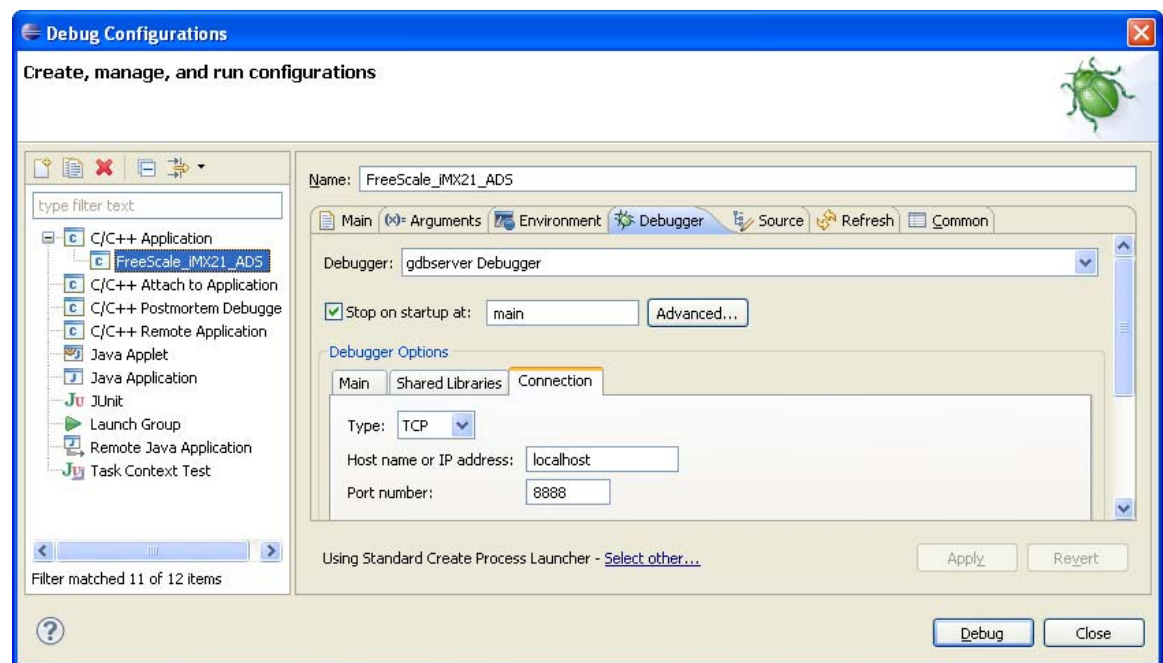 Debug Configurations
Create, manage, and run configurations
type filter text
C/C++ Application
FreeScale_iMX21_ADS
C/C++ Attach to Application
C/C++ Postmortem Debugge
C/C++ Remote Application
Java Applet
Java Application
JUnit
Launch Group
Remote Java Application
Task Context Test
Filter matched 11 of 12 items
Name: FreeScale_iMX21_ADS
Main (x)= Arguments Environment Debugger Source Refresh Common
Debugger: gdbserver Debugger
Stop on startup at: main Advanced...
Debugger Options
Main Shared Libraries Connection
Type: TCP
Host name or IP address: localhost
Port number: 8888
Using Standard Create Process Launcher - Select other...
Apply Revert
Debug Close